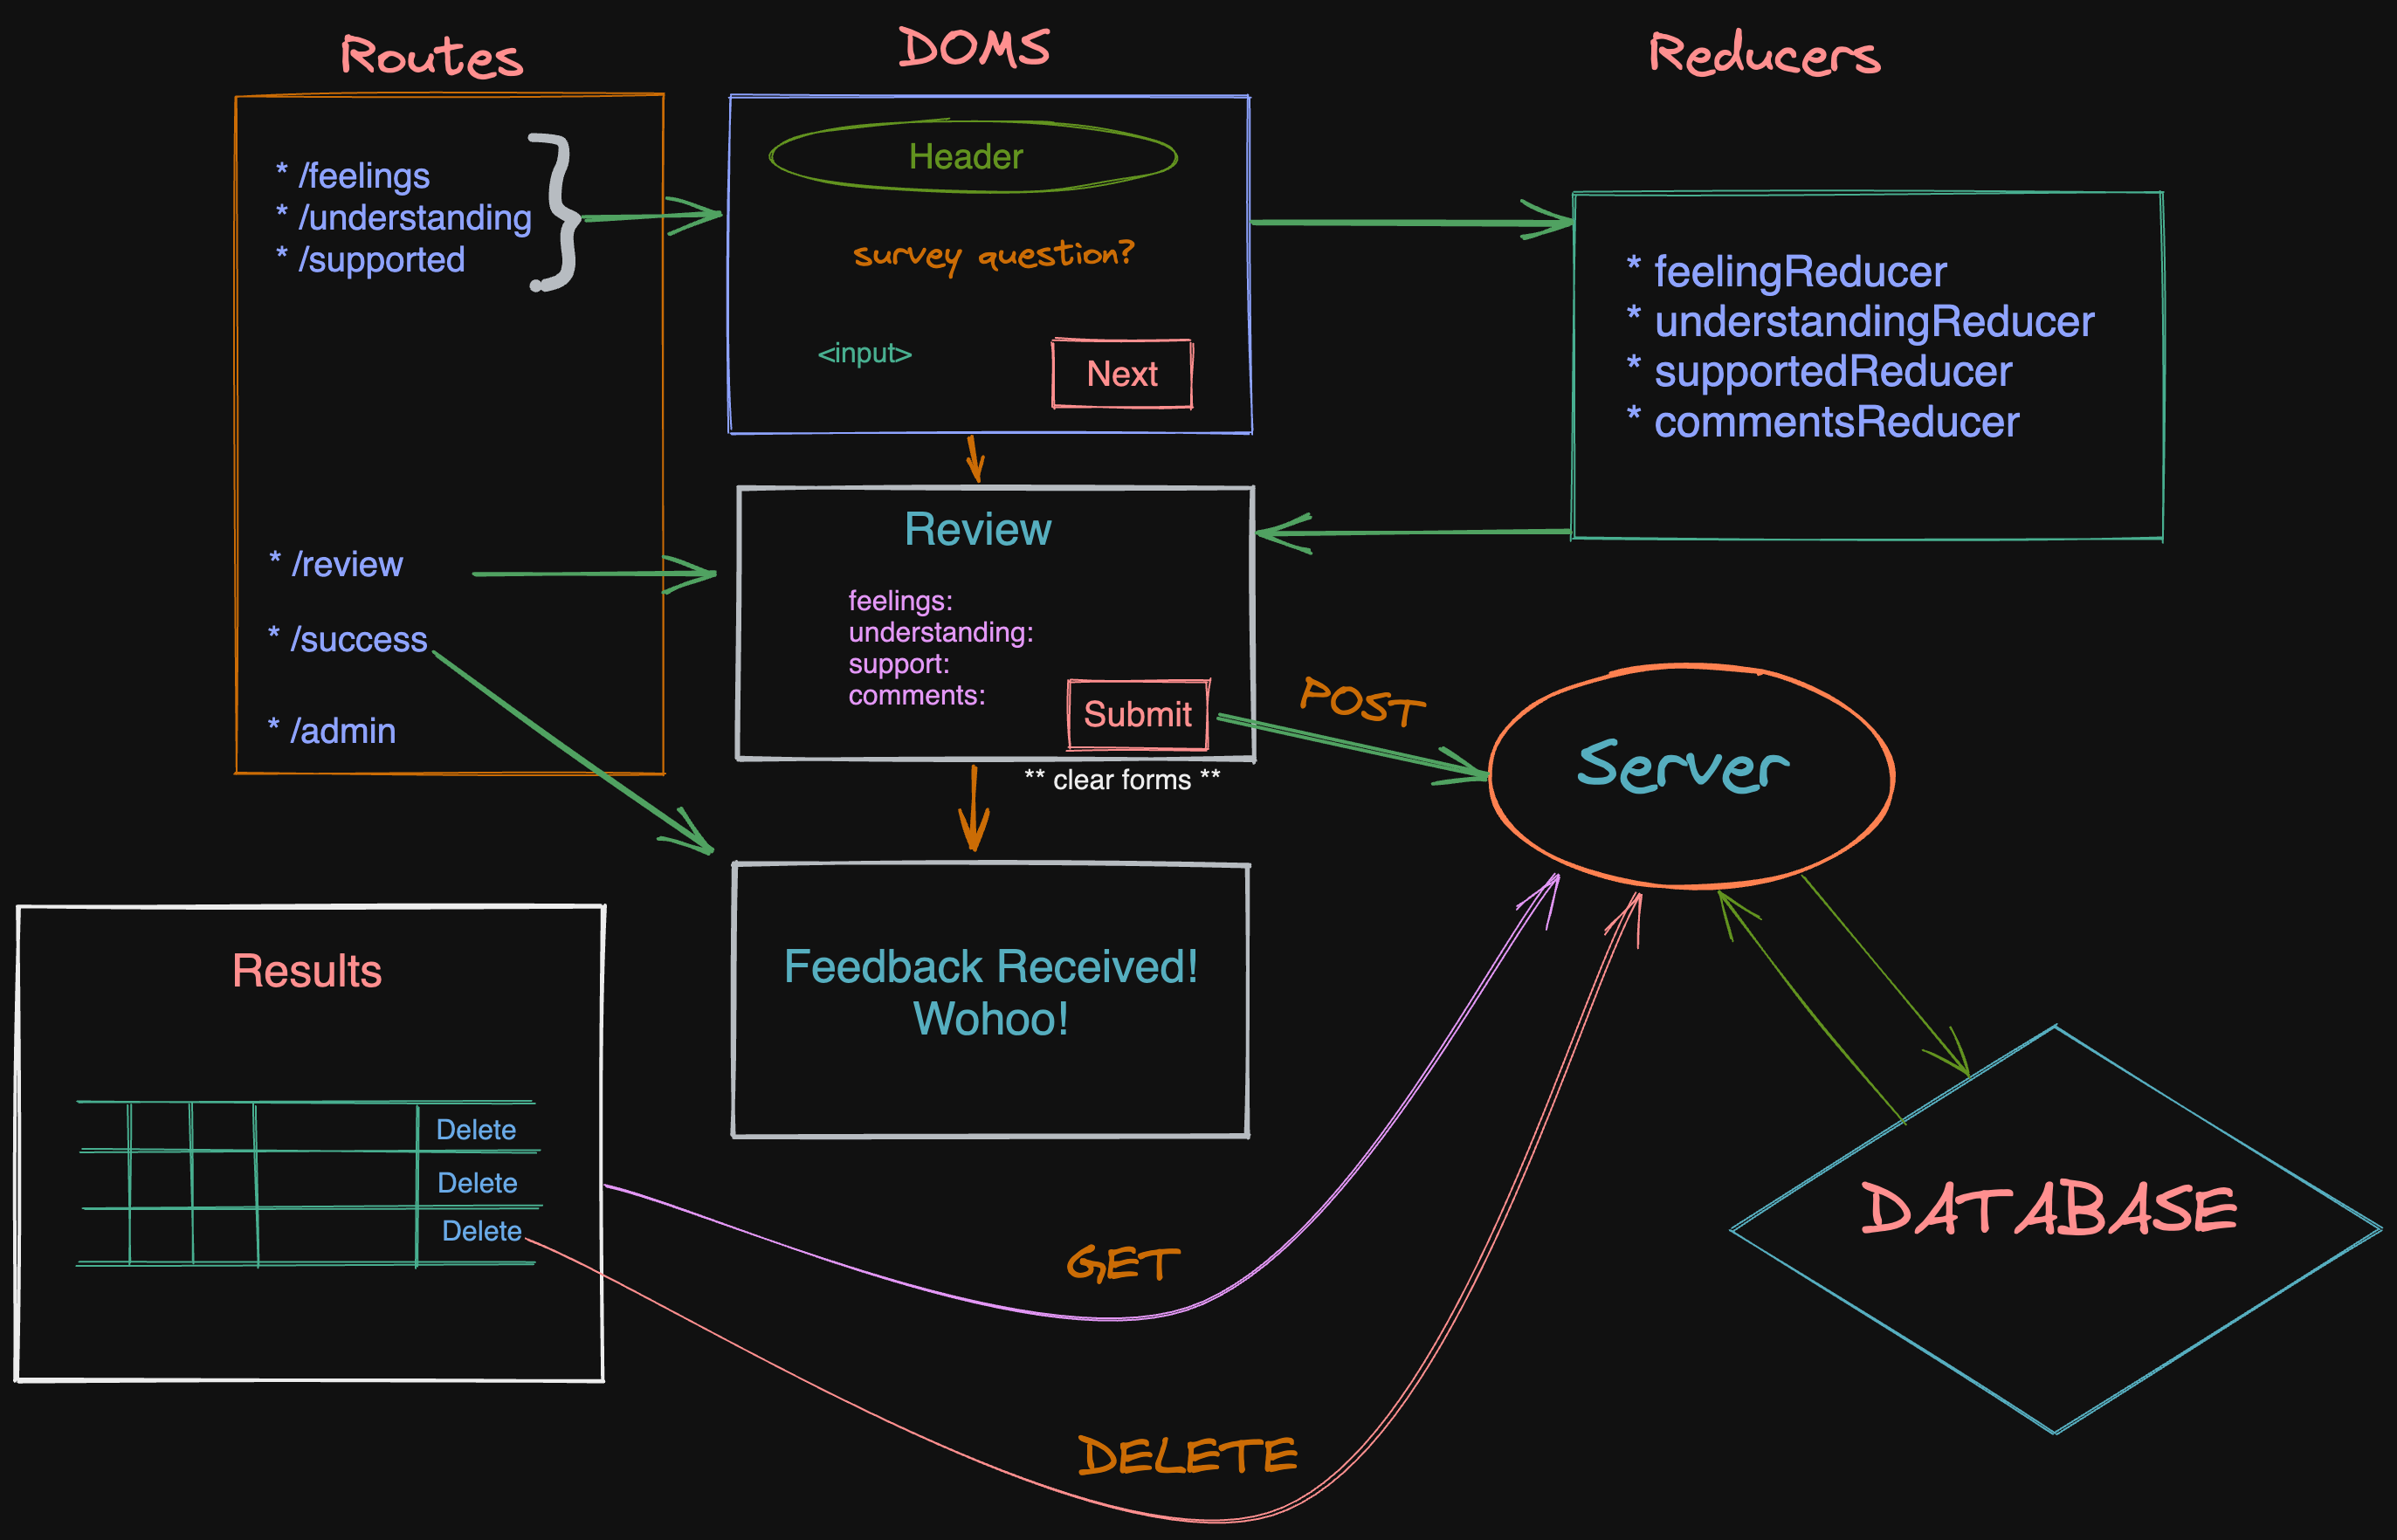 Routes
DOMS
Reducers
* /feelings
* /understanding
* /supported
* /review
* /success
* /admin
Header
survey question?
<input>
Next
* feelingReducer
* understandingReducer
* supportedReducer
* commentsReducer
Review
feelings:
understanding:
support:
comments:
Submit
** clear forms **
POST
Server
Feedback Received!
Wohoo!
Results
Delete
Delete
Delete
GET
DELETE
DATABASE